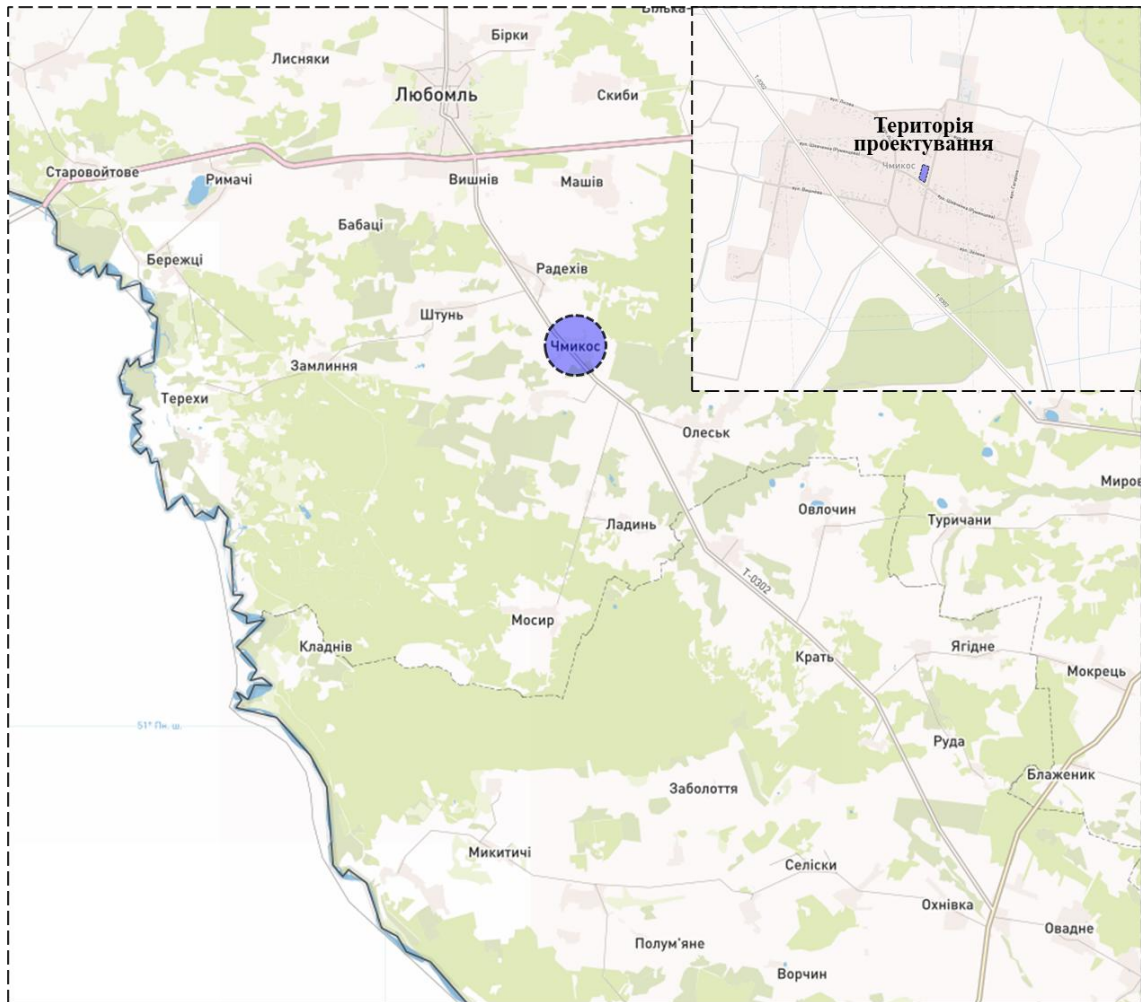 Бірки
Лисняки
Любомль
Скиби
Старовойтове
Римачі
Вишнів
Машів
Бабаці
Бережці
Радехів
Штунь
Чмикос
Замлиння
Терехи
Олеськ
Овлочин
Миров
Туричани
Ладинь
Т-0302
Мосир
Кладнів
Ягідне
Крать
Мокрець
51° Пн. ш.
Руда
Блаженик
Заболоття
Микитичі
Селіски
Охнівка
Овадне
Полум'яне
Ворчин
Територія
проектування
Чмикос
Т-0302
Т-0302